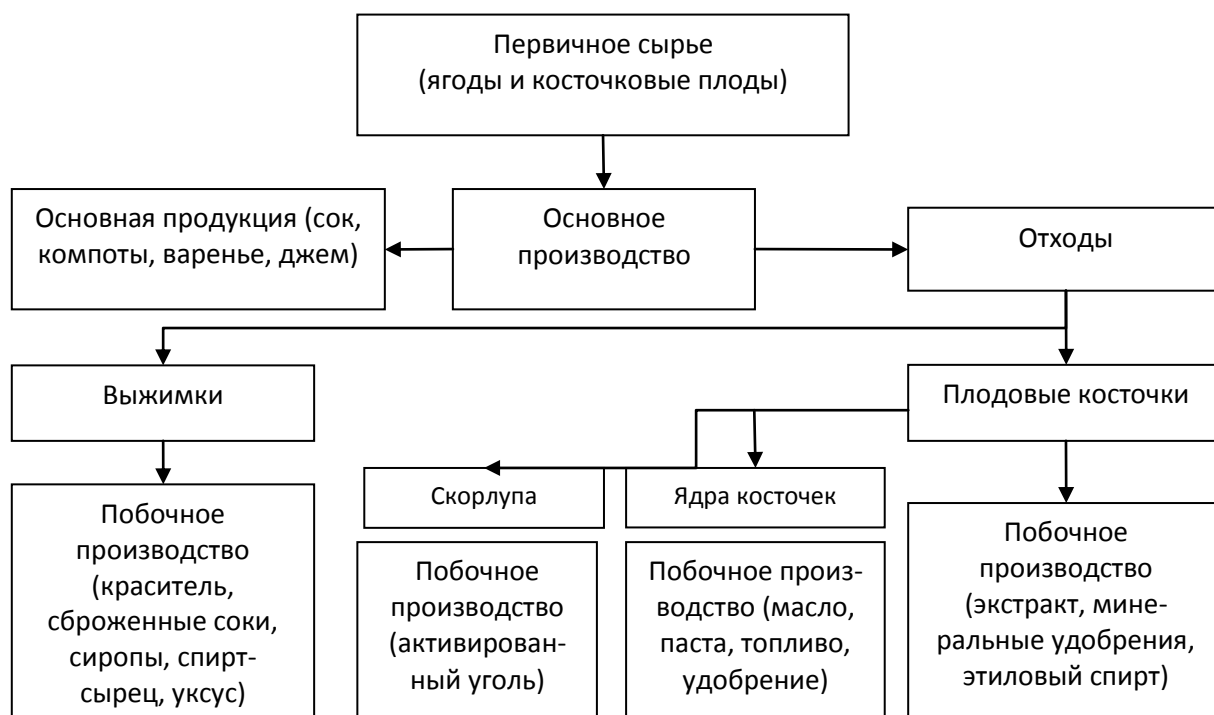 Первичное сырье
(ягоды и косточковые плоды)
Основная продукция (сок,
компоты, варенье, джем)
Основное
производство
Отходы
Выжимки
Плодовые косточки
Скорлупа
Ядра косточек
Побочное
производство
(краситель,
сброженные соки,
сиропы, спирт-
сырец, уксус)
Побочное
производство
(активирован-
ный уголь)
Побочное произ-
водство (масло,
паста, топливо,
удобрение)
Побочное
производство
(экстракт, мине-
ральные удобрения,
этиловый спирт)